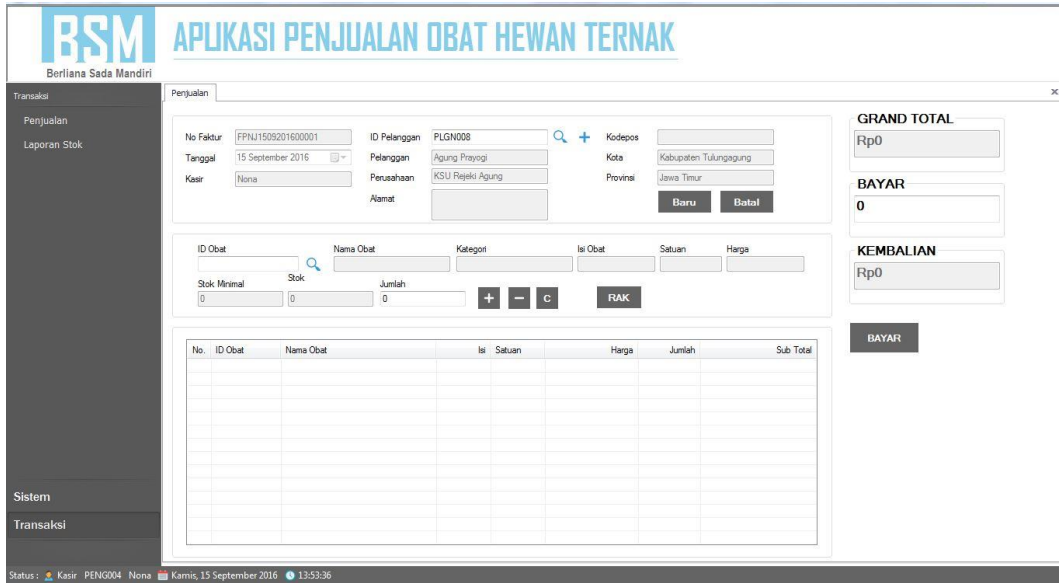 BSM
Berliana Sada Mandiri
APLIKASI PENJUALAN OBAT HEWAN TERNAK
Transaksi
Penjualan
Laporan Stok
Sistem
Transaksi
Penjualan
No Faktur FPNJ1509201600001 ID Pelanggan PLGN008 Kodepos
Tanggal 15 September 2016 Pelanggan Agung Prayogi Kota Kabupaten Tulungagung
Kasir Nona Perusahaan KSU Rejeki Agung Provinsi Jawa Timur
Alamat Baru Batal
ID Obat Nama Obat Kategori Isi Obat Satuan Harga
Stok Minimal Stok Jumlah
0 0 0 + − C RAK
No. ID Obat Nama Obat Isi Satuan Harga Jumlah Sub Total
GRAND TOTAL
Rp0
BAYAR
0
KEMBALIAN
Rp0
BAYAR
Status : Kasir PENG004 Nona Kamis, 15 September 2016 13:53:36